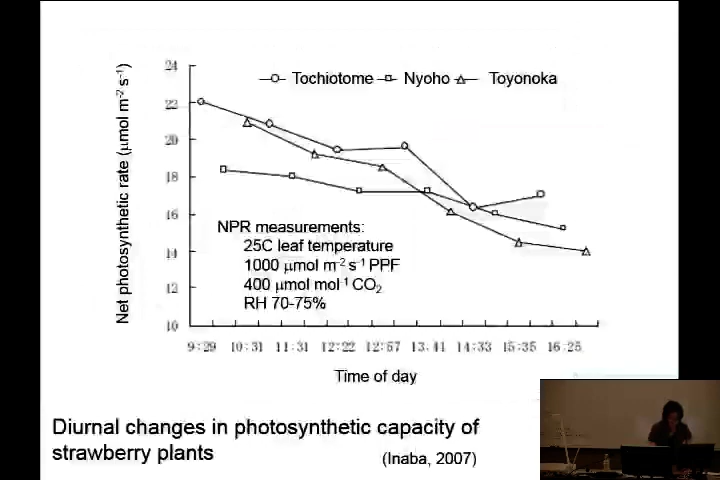 Tochiotome Nyoho Toyonoka
Net photosynthetic rate (μmol m⁻² s⁻¹)
24
22
20
18
16
14
12
10
NPR measurements:
25C leaf temperature
1000 μmol m⁻² s⁻¹ PPF
400 μmol mol⁻¹ CO₂
RH 70-75%
9:29 10:31 11:31 12:22 12:57 13:41 14:33 15:35 16:25
Time of day
Diurnal changes in photosynthetic capacity of
strawberry plants
(Inaba, 2007)